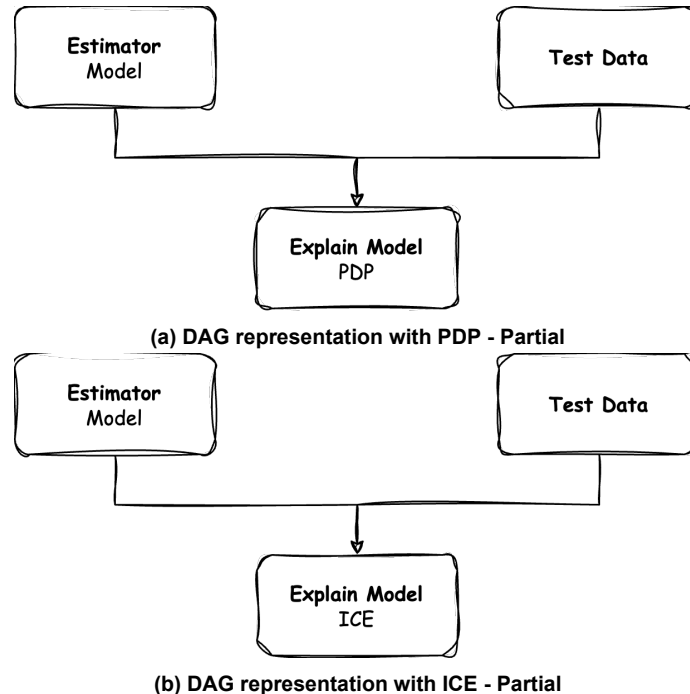 Estimator
Model
Test Data
Explain Model
PDP
(a) DAG representation with PDP - Partial
Estimator
Model
Test Data
Explain Model
ICE
(b) DAG representation with ICE - Partial